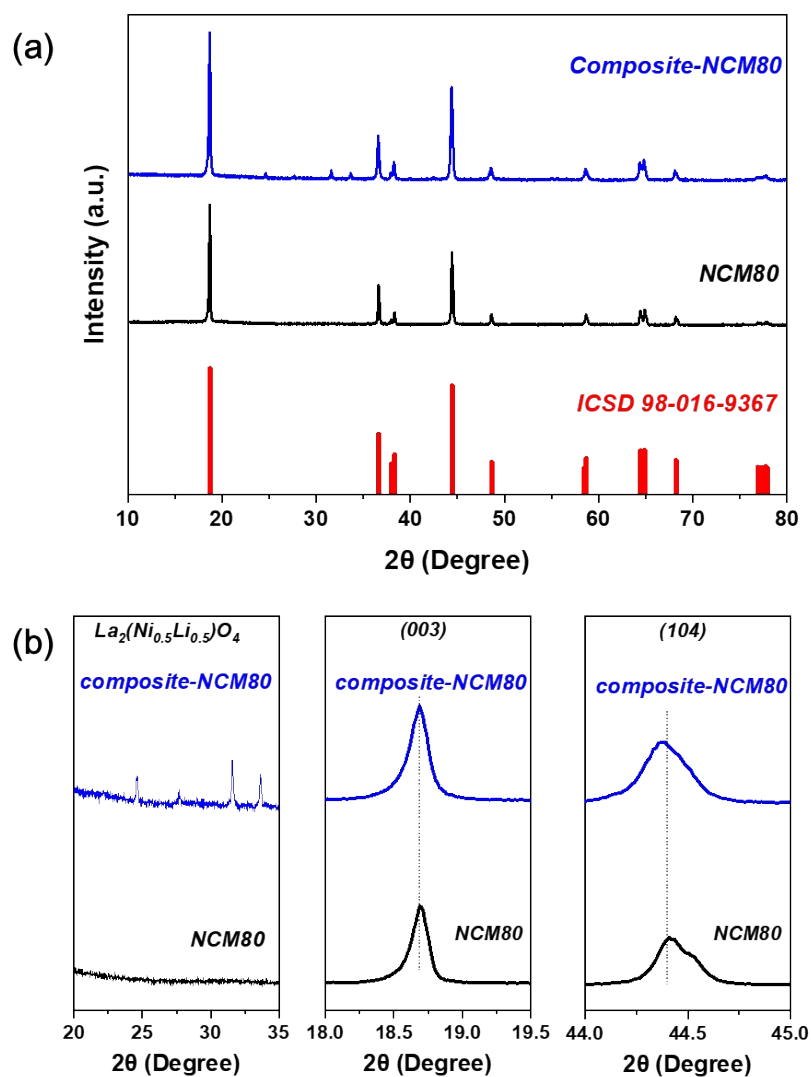 (a)
Composite-NCM80
NCM80
ICSD 98-016-9367
Intensity (a.u.)
10 20 30 40 50 60 70 80
2θ (Degree)
(b)
La₂(Ni₀.₅Li₀.₅)O₄
composite-NCM80
NCM80
20 25 30 35
2θ (Degree)
(003)
composite-NCM80
NCM80
18.0 18.5 19.0 19.5
2θ (Degree)
(104)
composite-NCM80
NCM80
44.0 44.5 45.0
2θ (Degree)